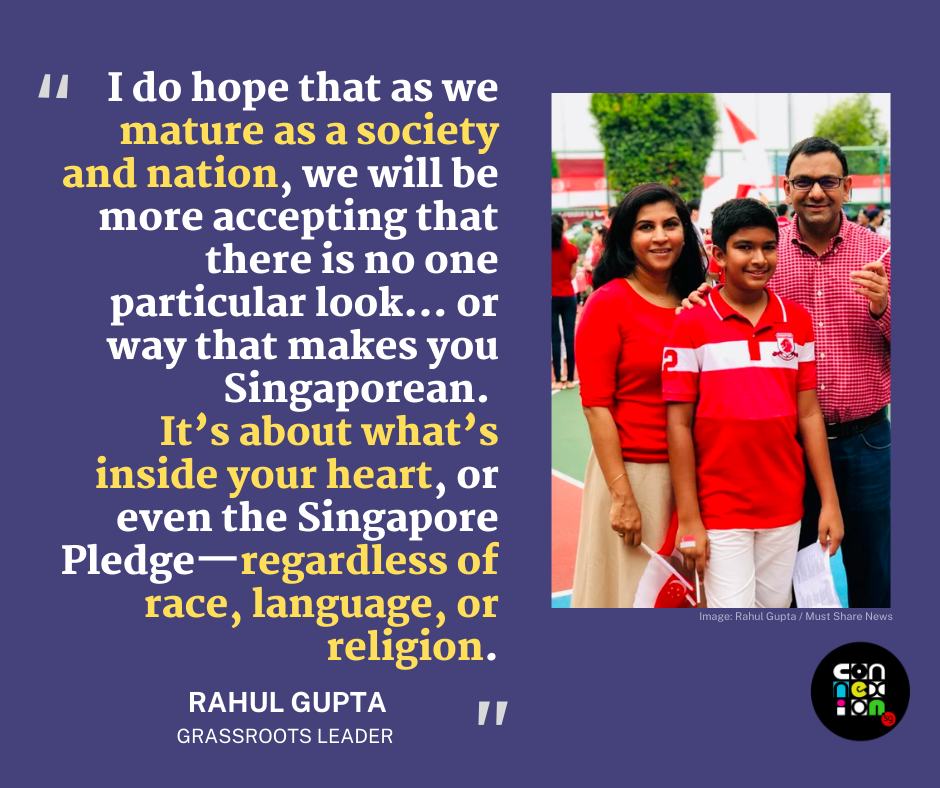 “ I do hope that as we
mature as a society
and nation, we will be
more accepting that
there is no one
particular look... or
way that makes you
Singaporean.
It’s about what’s
inside your heart, or
even the Singapore
Pledge—regardless of
race, language, or
religion.
”
RAHUL GUPTA
GRASSROOTS LEADER
2
Image: Rahul Gupta / Must Share News
con
nex
ion
SG